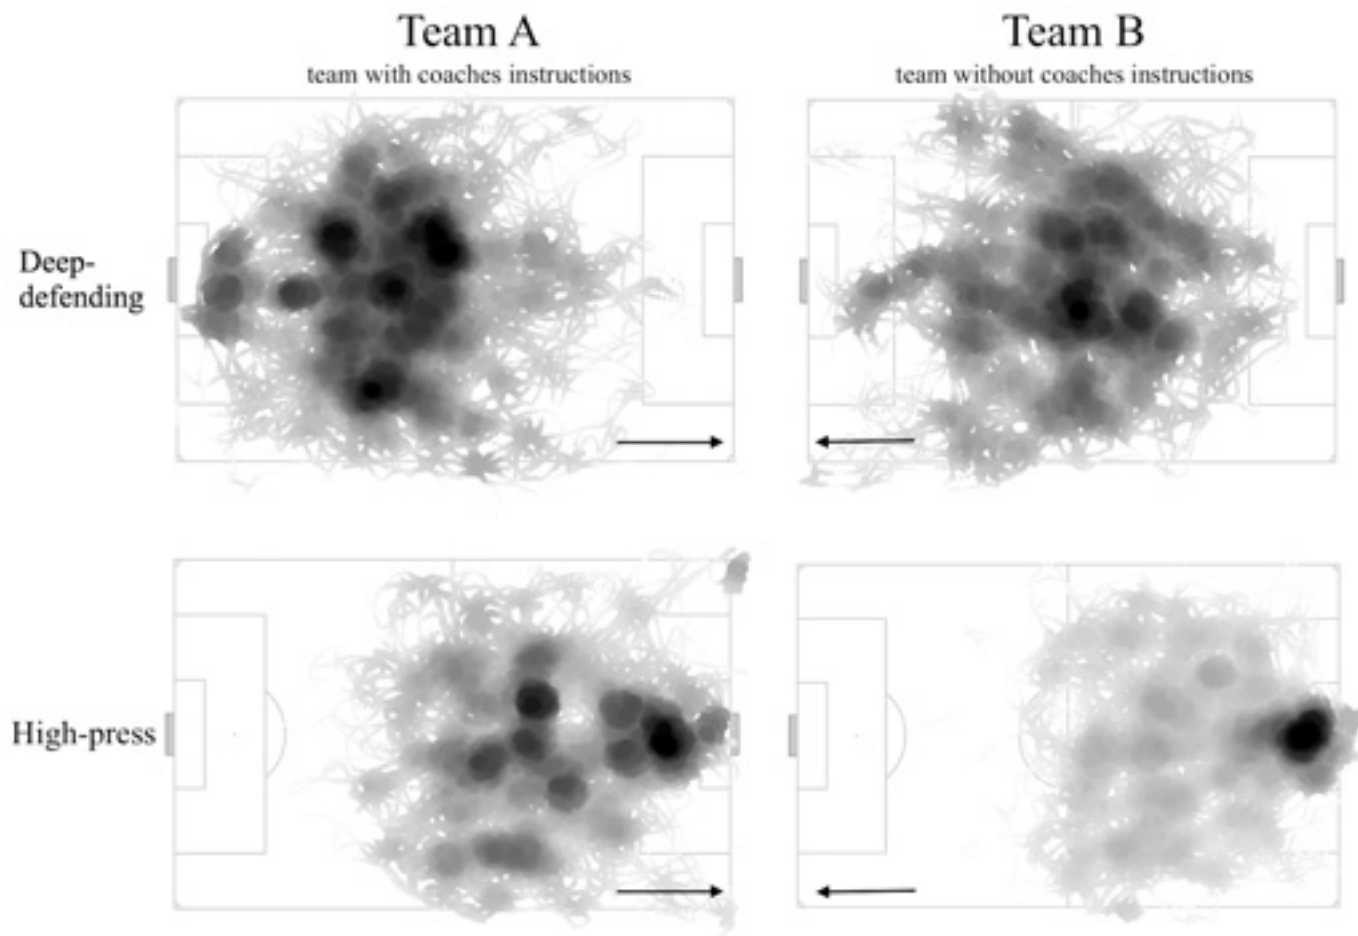 Team A
team with coaches instructions
Team B
team without coaches instructions
Deep-
defending
High-press